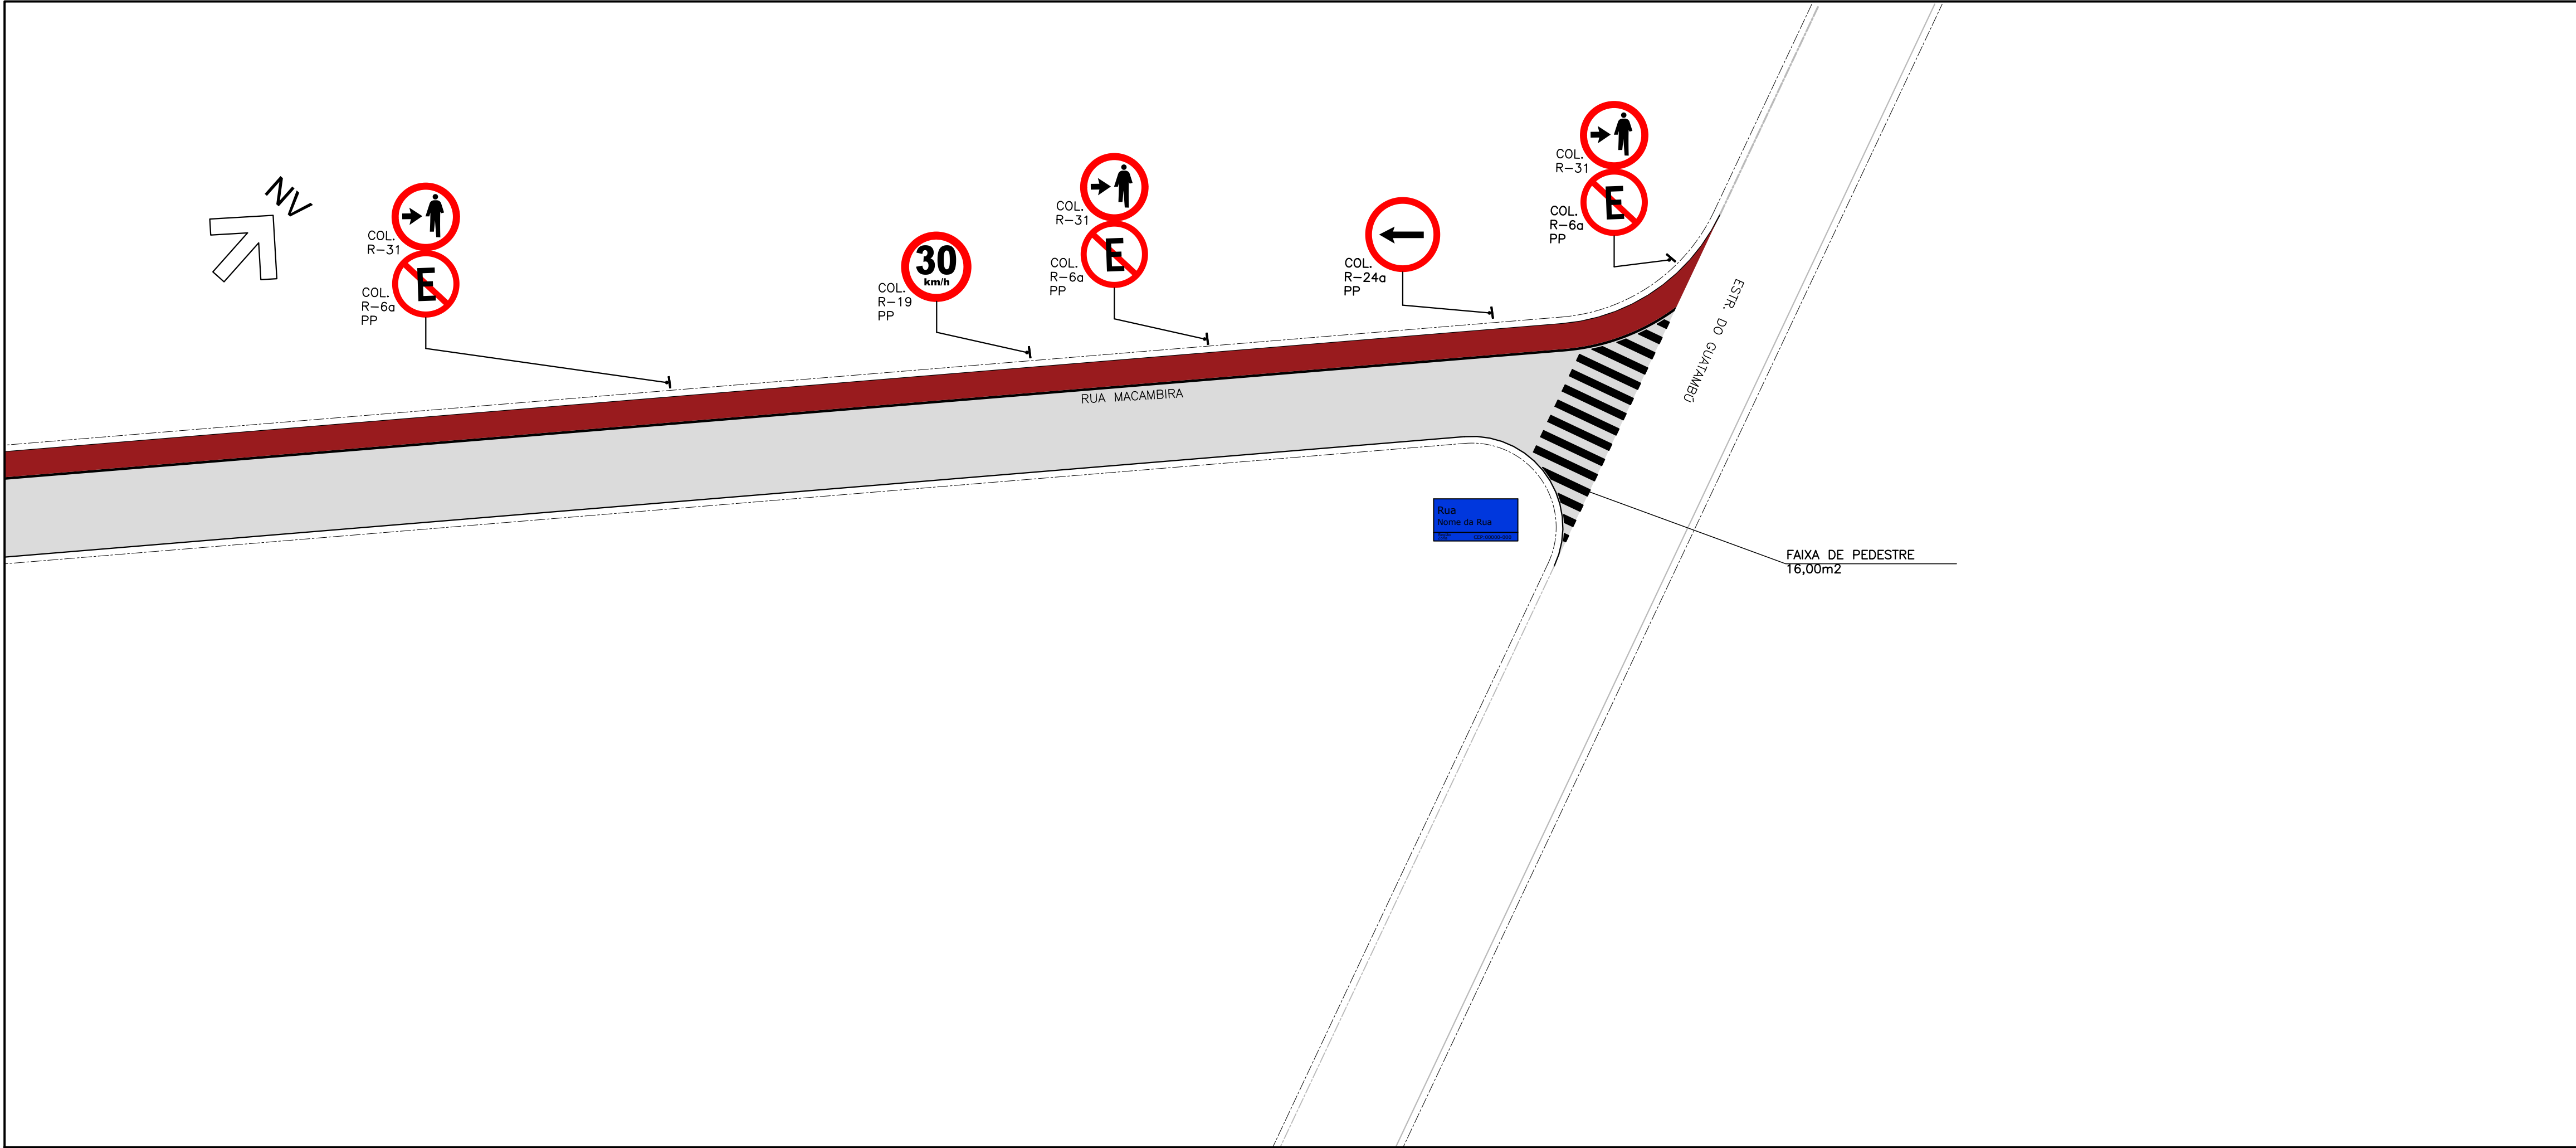 NV
COL.
R-31
COL.
R-6a
PP
30
km/h
COL.
R-19
PP
COL.
R-31
E
COL.
R-6a
PP
COL.
R-24a
PP
COL.
R-31
E
COL.
R-6a
PP
E
RUA MACAMBIRA
ESTR. DO GUATAMBÚ
Rua
Nome da Rua
FAIXA DE PEDESTRE
16,00m2